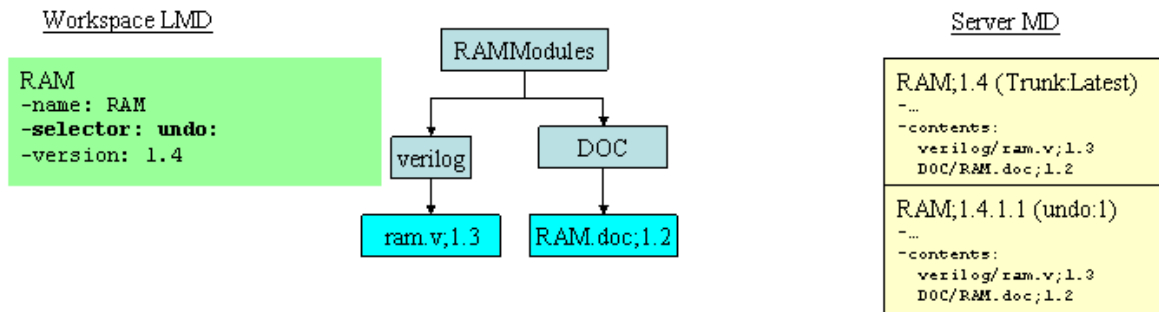 Workspace LMD
RAM
-name: RAM
-selector: undo:
-version: 1.4
RAMModules
verilog
DOC
ram.v;1.3
RAM.doc;1.2
Server MD
RAM;1.4 (Trunk:Latest)
-…
-contents:
verilog/ram.v;1.3
DOC/RAM.doc;1.2
RAM;1.4.1.1 (undo:1)
-…
-contents:
verilog/ram.v;1.3
DOC/RAM.doc;1.2